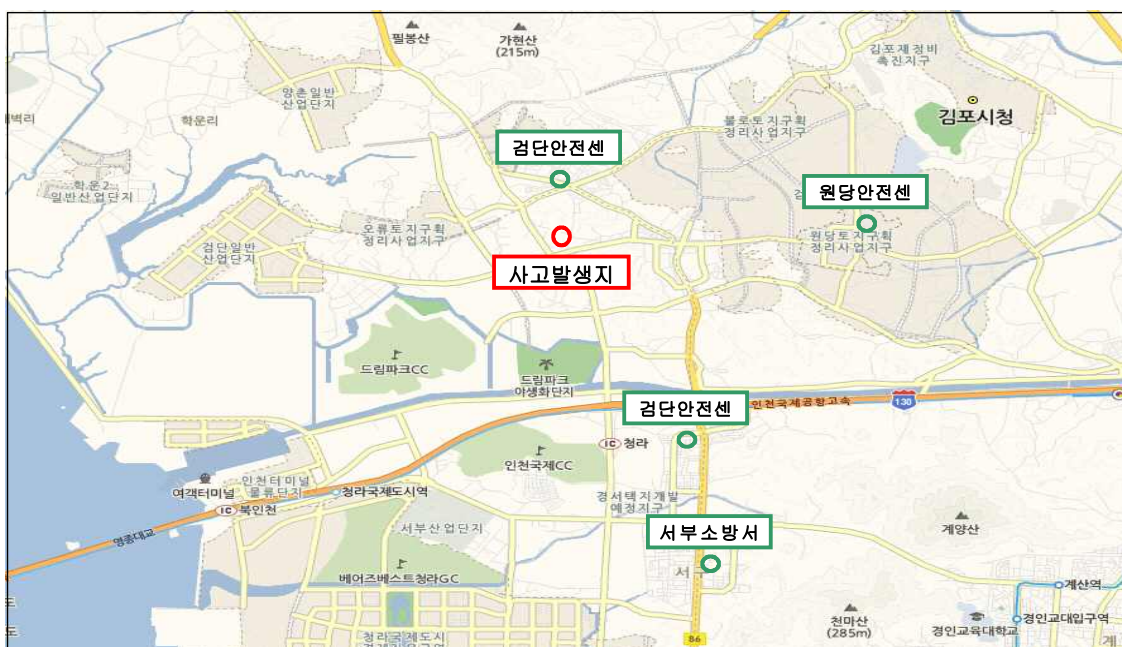 필봉산
가현산
(215m)
김포재정비
촉진지구
양촌일반
산업단지
학운리
김포시청
불로토지구획
정리사업지구
검단안전센
학운2
일반산업단지
원당안전센
오류토지구획
정리사업지구
원당토지구획
정리사업지구
검단일반
산업단지
사고발생지
드림파크CC
드림파크
야생화단지
검단안전센
인천국제공항고속
130
IC 청라
인천국제CC
여객터미널
인천터미널
물류단지
청라국제도시역
경서택지개발
예정지구
IC 북인천
서부산업단지
서부소방서
계양산
영종대교
서구
베어즈베스트청라GC
계산역
천마산
(285m)
경인교대입구역
경인교육대학교
86
청라국제도시